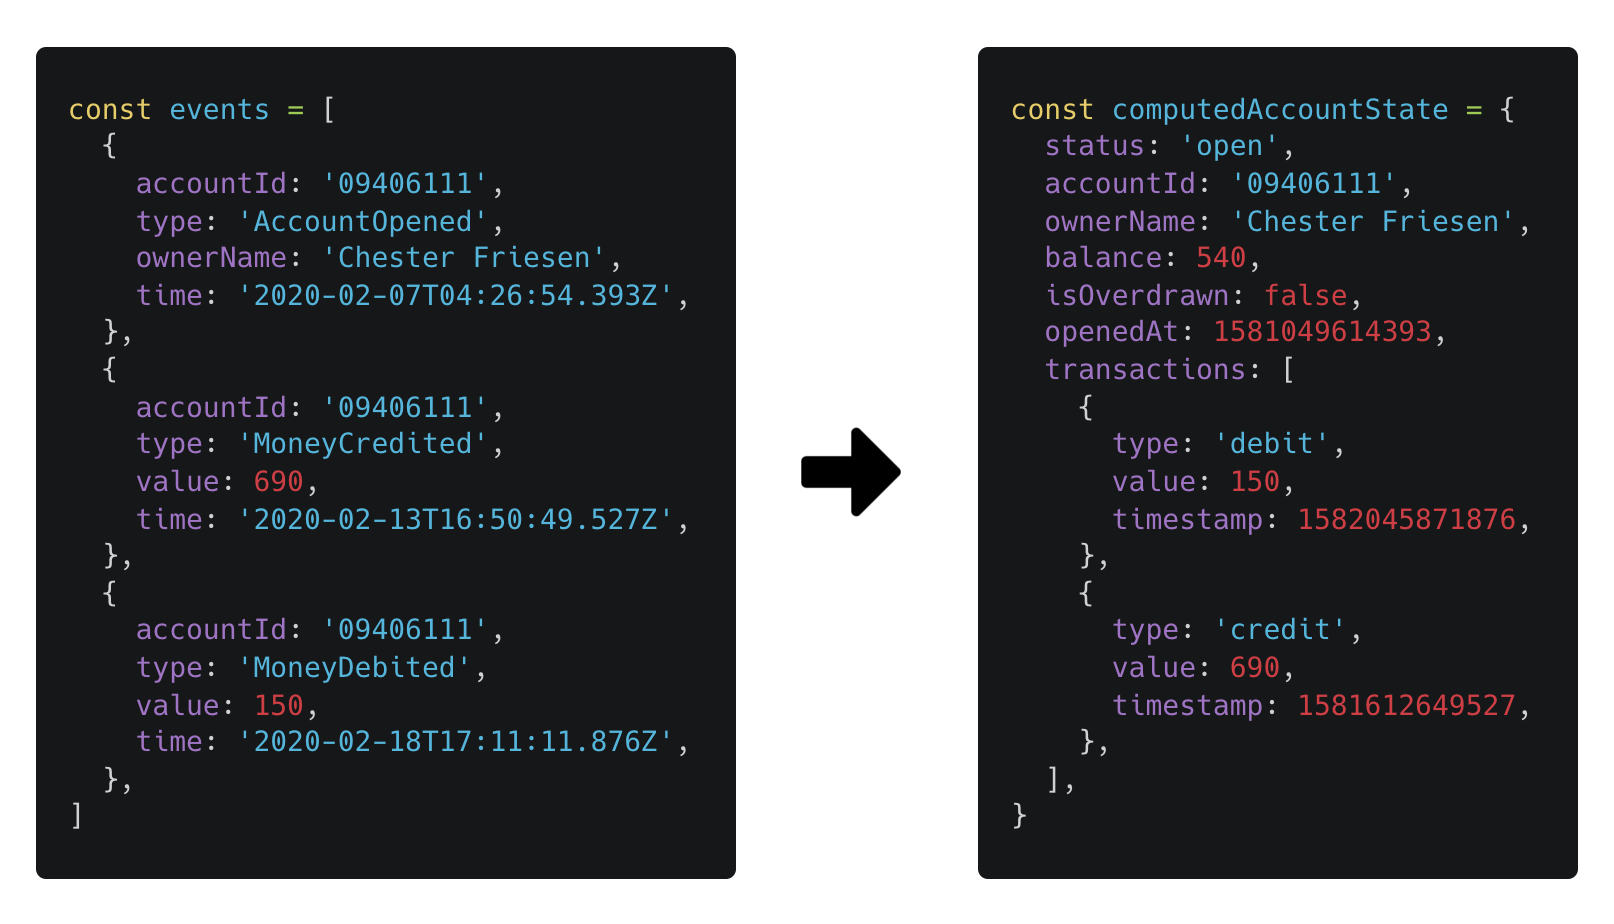 const events = [
  {
    accountId: '09406111',
    type: 'AccountOpened',
    ownerName: 'Chester Friesen',
    time: '2020-02-07T04:26:54.393Z',
  },
  {
    accountId: '09406111',
    type: 'MoneyCredited',
    value: 690,
    time: '2020-02-13T16:50:49.527Z',
  },
  {
    accountId: '09406111',
    type: 'MoneyDebited',
    value: 150,
    time: '2020-02-18T17:11:11.876Z',
  },
]
const computedAccountState = {
  status: 'open',
  accountId: '09406111',
  ownerName: 'Chester Friesen',
  balance: 540,
  isOverdrawn: false,
  openedAt: 1581049614393,
  transactions: [
    {
      type: 'debit',
      value: 150,
      timestamp: 1582045871876,
    },
    {
      type: 'credit',
      value: 690,
      timestamp: 1581612649527,
    },
  ],
}